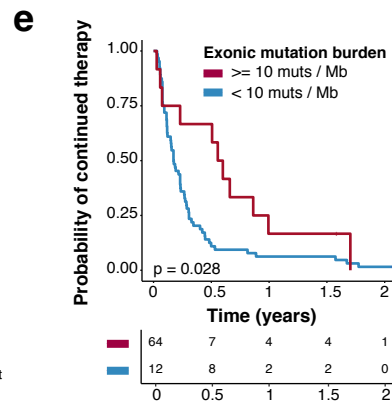 e
Exonic mutation burden
>= 10 muts / Mb
< 10 muts / Mb
Probability of continued therapy
1.00
0.75
0.50
0.25
0.00
p = 0.028
0 0.5 1 1.5 2
Time (years)
64 7 4 4 1
12 8 2 2 0
0 0.5 1 1.5 2
t